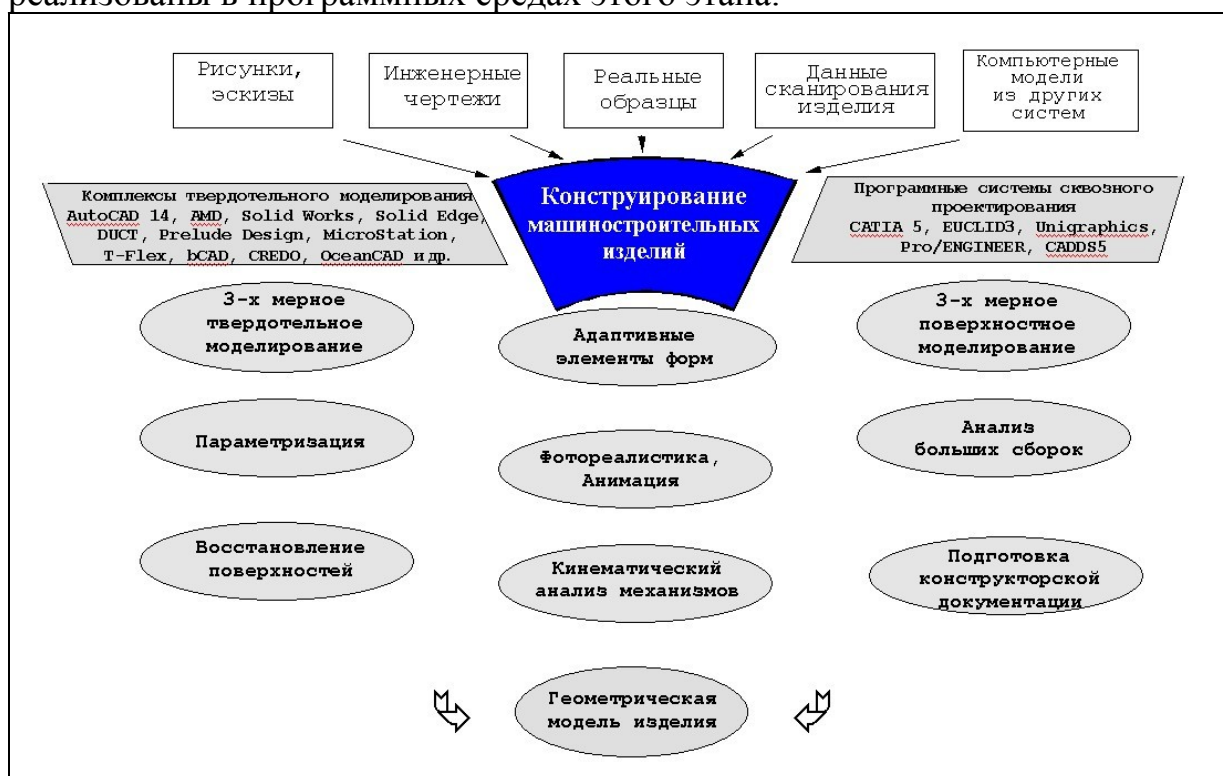 реализованы в программных средах этого этапа.
Рисунки,
эскизы
Инженерные
чертежи
Реальные
образцы
Данные
сканирования
изделия
Компьютерные
модели
из других
систем
Комплексы твердотельного моделирования
AutoCAD 14, AMD, Solid Works, Solid Edge,
DUCT, Prelude Design, MicroStation,
T-Flex, bCAD, CREDO, OceanCAD и др.
Конструирование
машиностроительных
изделий
Программные системы сквозного
проектирования
CATIA 5, EUCLID3, Unigraphics,
Pro/ENGINEER, CADDS5
3-х мерное
твердотельное
моделирование
Адаптивные
элементы форм
3-х мерное
поверхностное
моделирование
Параметризация
Фотореалистика,
Анимация
Анализ
больших сборок
Восстановление
поверхностей
Кинематический
анализ механизмов
Подготовка
конструкторской
документации
Геометрическая
модель изделия